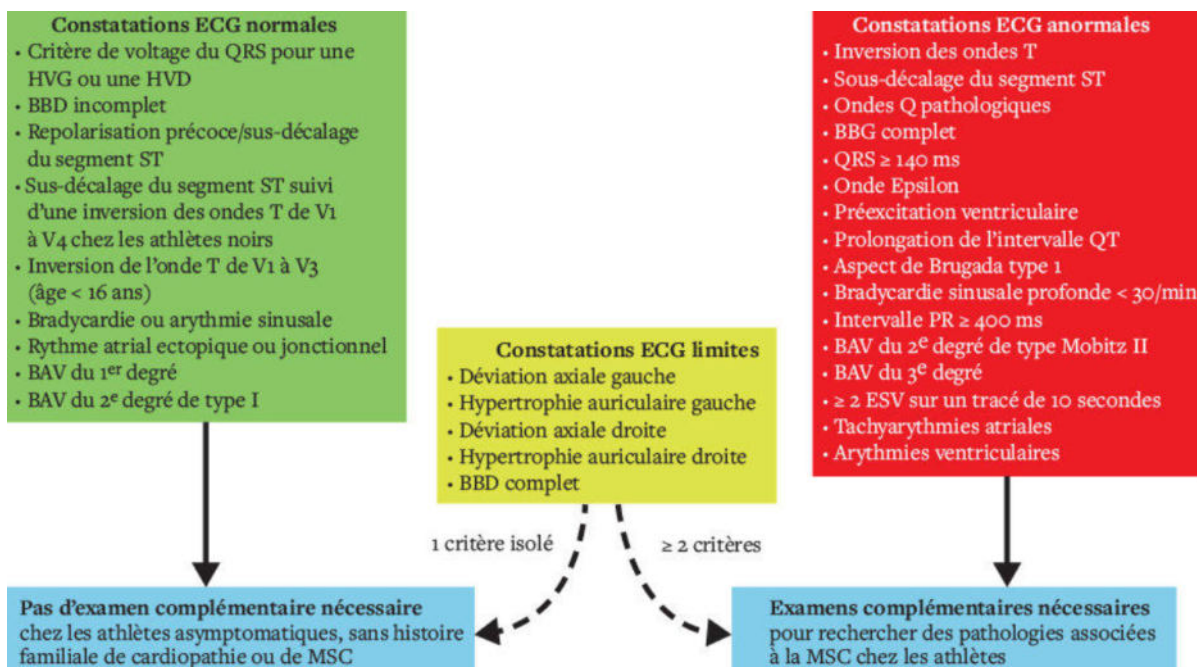 Constatations ECG normales
• Critère de voltage du QRS pour une
HVG ou une HVD
• BBD incomplet
• Repolarisation précoce/sus-décalage
du segment ST
• Sus-décalage du segment ST suivi
d'une inversion des ondes T de V1
à V4 chez les athlètes noirs
• Inversion de l'onde T de V1 à V3
(âge < 16 ans)
• Bradycardie ou arythmie sinusale
• Rythme atrial ectopique ou jonctionnel
• BAV du 1er degré
• BAV du 2e degré de type I
Constatations ECG limites
• Déviation axiale gauche
• Hypertrophie auriculaire gauche
• Déviation axiale droite
• Hypertrophie auriculaire droite
• BBD complet
Constatations ECG anormales
• Inversion des ondes T
• Sous-décalage du segment ST
• Ondes Q pathologiques
• BBG complet
• QRS ≥ 140 ms
• Onde Epsilon
• Préexcitation ventriculaire
• Prolongation de l'intervalle QT
• Aspect de Brugada type 1
• Bradycardie sinusale profonde < 30/min
• Intervalle PR ≥ 400 ms
• BAV du 2e degré de type Mobitz II
• BAV du 3e degré
• ≥ 2 ESV sur un tracé de 10 secondes
• Tachyarythmies atriales
• Arythmies ventriculaires
1 critère isolé
≥ 2 critères
Pas d'examen complémentaire nécessaire
chez les athlètes asymptomatiques, sans histoire
familiale de cardiopathie ou de MSC
Examens complémentaires nécessaires
pour rechercher des pathologies associées
à la MSC chez les athlètes